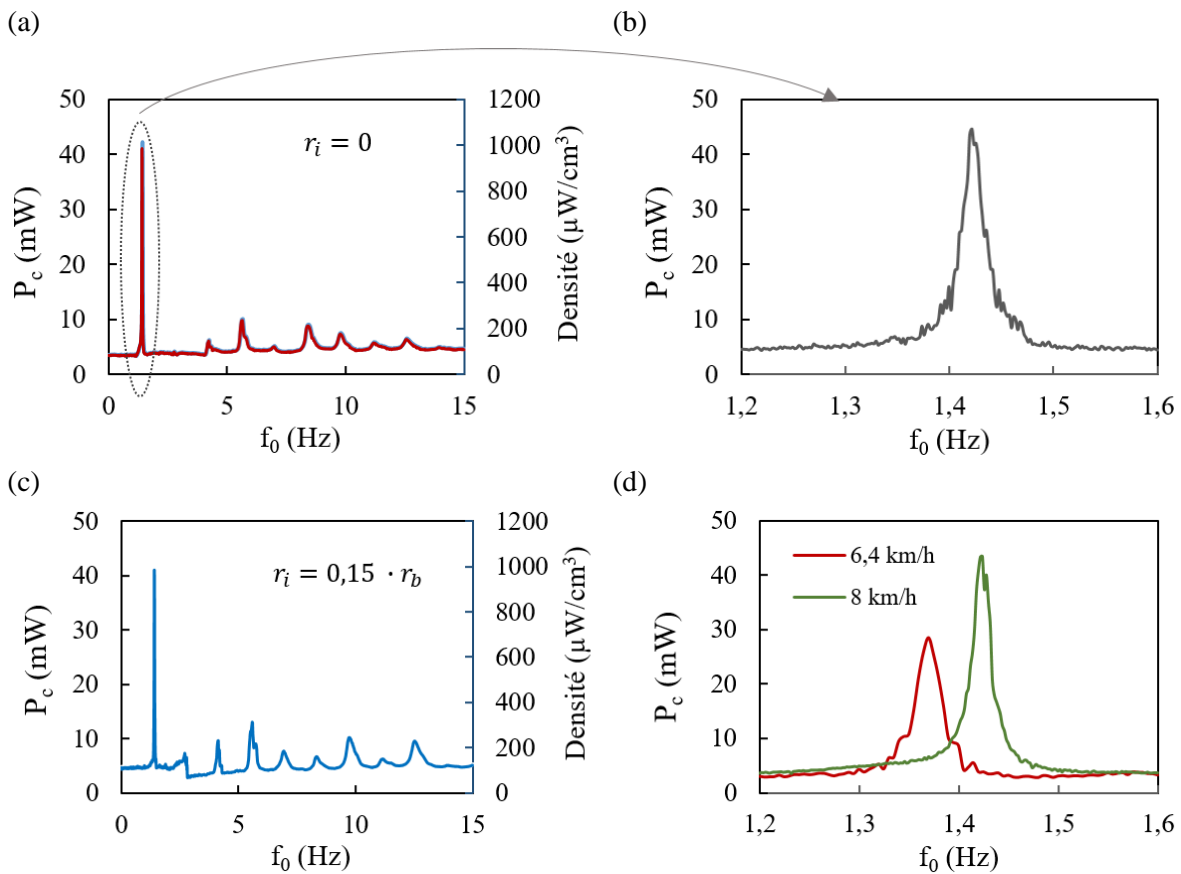 (a)
50
40
30
20
10
0
P_c (mW)
0 5 10 15
f_0 (Hz)
1200
1000
800
600
400
200
0
Densité (µW/cm³)
r_i = 0
(b)
50
40
30
20
10
0
P_c (mW)
1,2 1,3 1,4 1,5 1,6
f_0 (Hz)
(c)
50
40
30
20
10
0
P_c (mW)
0 5 10 15
f_0 (Hz)
1200
1000
800
600
400
200
0
Densité (µW/cm³)
r_i = 0,15 · r_b
(d)
50
40
30
20
10
0
P_c (mW)
1,2 1,3 1,4 1,5 1,6
f_0 (Hz)
6,4 km/h
8 km/h